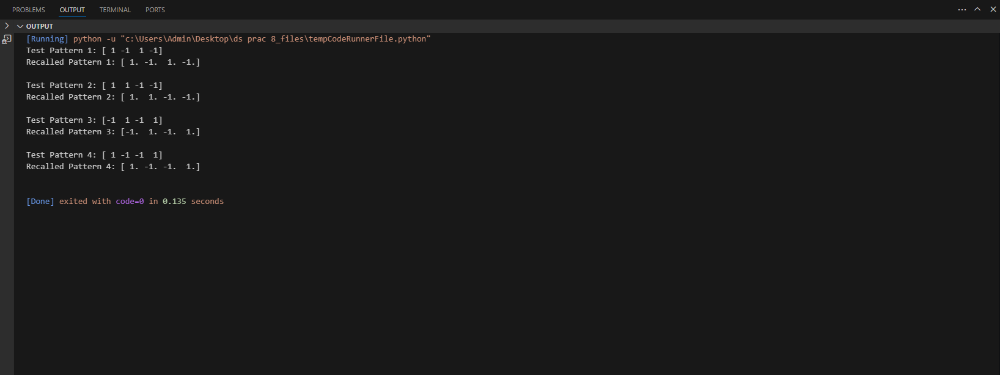 PROBLEMS OUTPUT TERMINAL PORTS
OUTPUT
[Running] python -u "c:\Users\Admin\Desktop\ds prac 8_files\tempCodeRunnerFile.python"
Test Pattern 1: [ 1 -1  1 -1]
Recalled Pattern 1: [ 1. -1.  1. -1.]

Test Pattern 2: [ 1  1 -1 -1]
Recalled Pattern 2: [ 1.  1. -1. -1.]

Test Pattern 3: [-1  1 -1  1]
Recalled Pattern 3: [-1.  1. -1.  1.]

Test Pattern 4: [ 1 -1 -1  1]
Recalled Pattern 4: [ 1. -1. -1.  1.]

[Done] exited with code=0 in 0.135 seconds